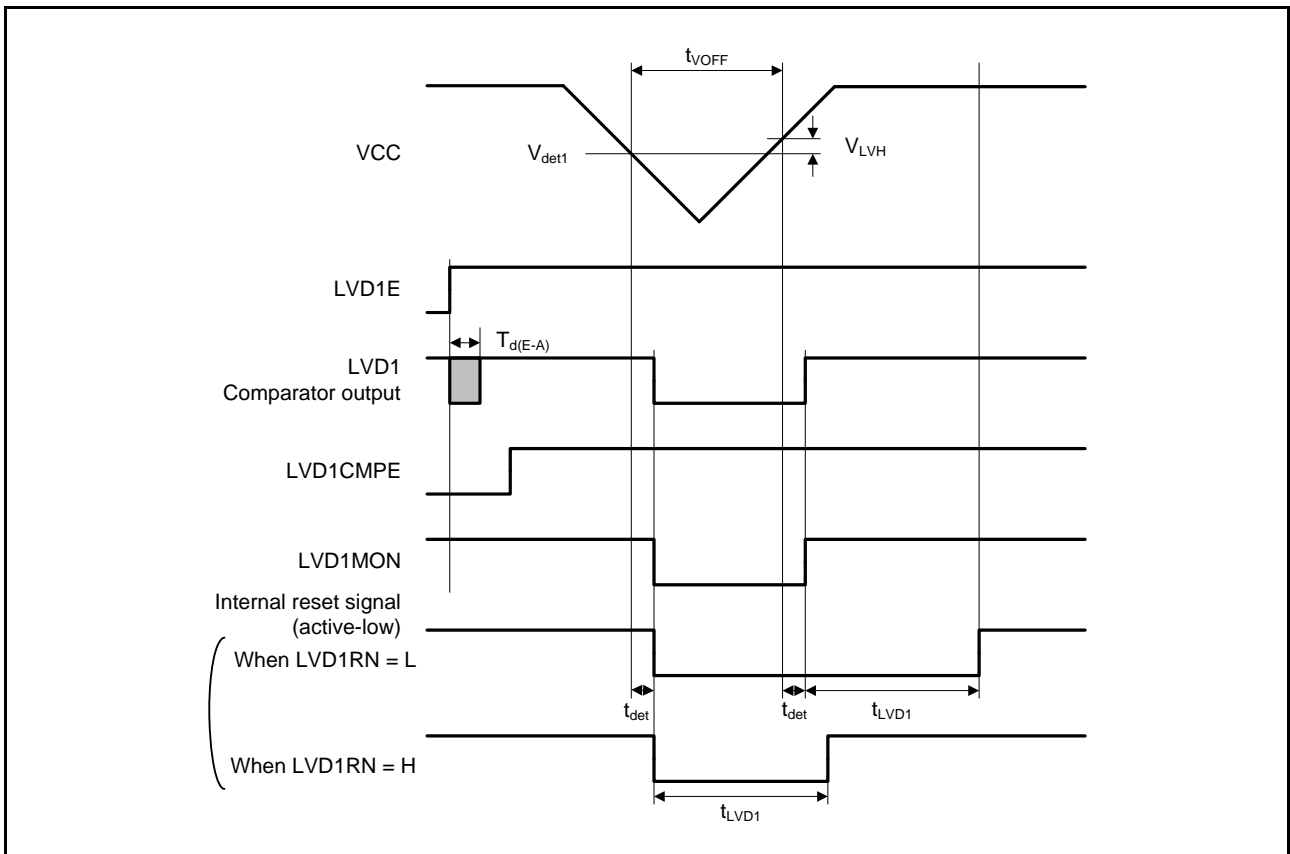 tVOFF
VCC
Vdet1
VLVH
LVD1E
Td(E-A)
LVD1
Comparator output
LVD1CMPE
LVD1MON
Internal reset signal
(active-low)
When LVD1RN = L
tdet
tdet
tLVD1
When LVD1RN = H
tLVD1